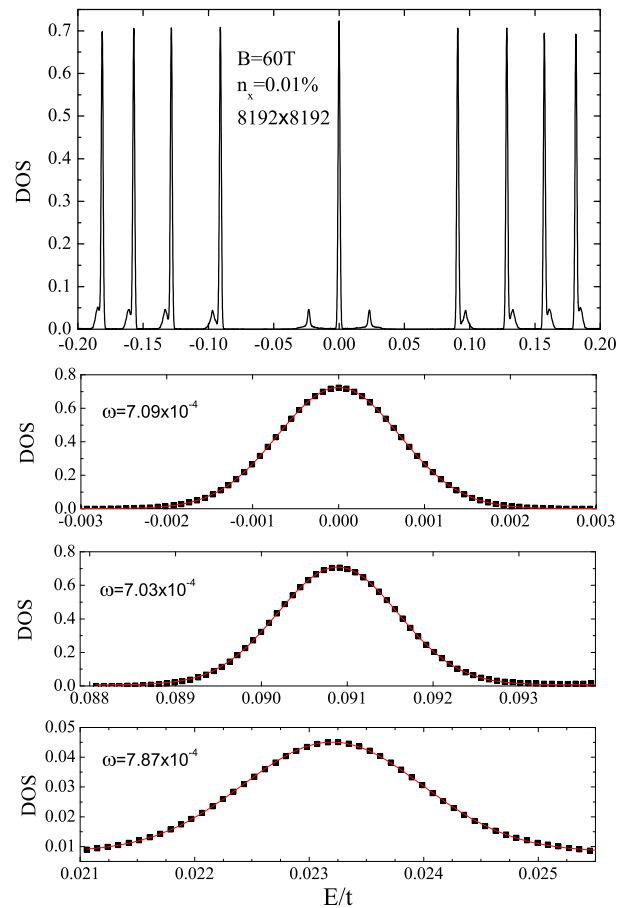 0.7
0.6
0.5
0.4
0.3
0.2
0.1
0.0
DOS
B=60T
nₓ=0.01%
8192x8192
-0.20 -0.15 -0.10 -0.05 0.00 0.05 0.10 0.15 0.20
0.8
0.6
0.4
0.2
0.0
DOS
ω=7.09x10⁻⁴
-0.003 -0.002 -0.001 0.000 0.001 0.002 0.003
0.8
0.6
0.4
0.2
0.0
DOS
ω=7.03x10⁻⁴
0.088 0.089 0.090 0.091 0.092 0.093
0.05
0.04
0.03
0.02
0.01
DOS
ω=7.87x10⁻⁴
0.021 0.022 0.023 0.024 0.025
E/t